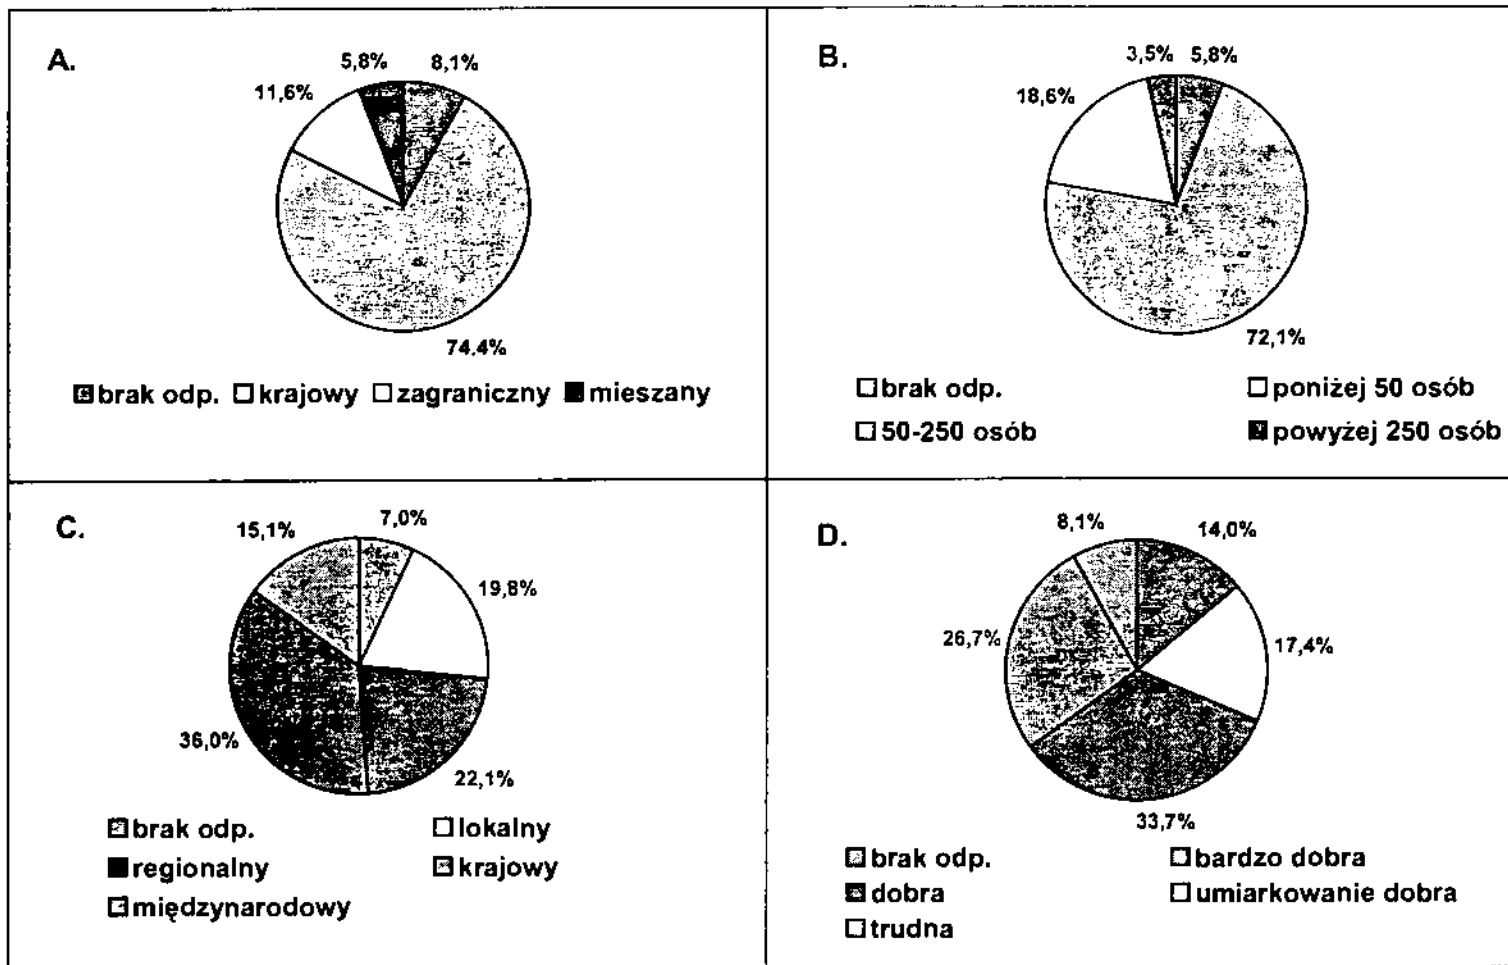 A.
5,8%
8,1%
11,6%
74,4%
brak odp. krajowy zagraniczny mieszany
B.
3,5%
5,8%
18,6%
72,1%
brak odp. poniżej 50 osób
50-250 osób powyżej 250 osób
C.
15,1%
7,0%
19,8%
36,0%
22,1%
brak odp. lokalny
regionalny krajowy
międzynarodowy
D.
8,1%
14,0%
26,7%
17,4%
33,7%
brak odp. bardzo dobra
dobra umiarkowanie dobra
trudna